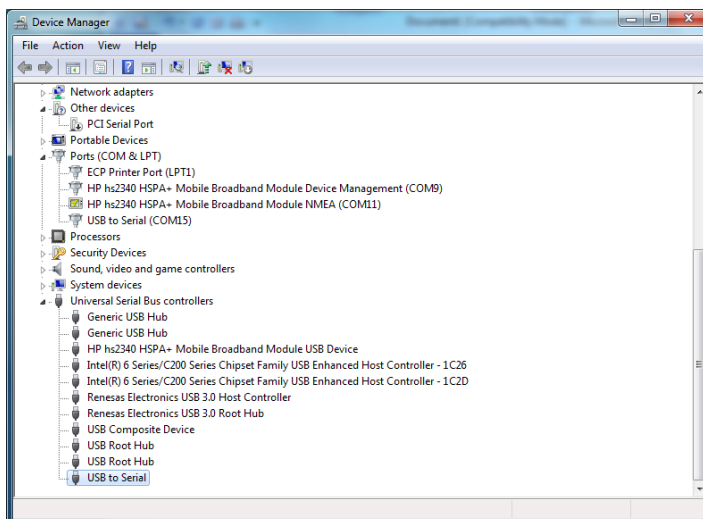 Device Manager
Document1 [Compatibility Mode] - Microsoft
File Action View Help
Network adapters
Other devices
PCI Serial Port
Portable Devices
Ports (COM & LPT)
ECP Printer Port (LPT1)
HP hs2340 HSPA+ Mobile Broadband Module Device Management (COM9)
HP hs2340 HSPA+ Mobile Broadband Module NMEA (COM11)
USB to Serial (COM15)
Processors
Security Devices
Sound, video and game controllers
System devices
Universal Serial Bus controllers
Generic USB Hub
Generic USB Hub
HP hs2340 HSPA+ Mobile Broadband Module USB Device
Intel(R) 6 Series/C200 Series Chipset Family USB Enhanced Host Controller - 1C26
Intel(R) 6 Series/C200 Series Chipset Family USB Enhanced Host Controller - 1C2D
Renesas Electronics USB 3.0 Host Controller
Renesas Electronics USB 3.0 Root Hub
USB Composite Device
USB Root Hub
USB Root Hub
USB to Serial